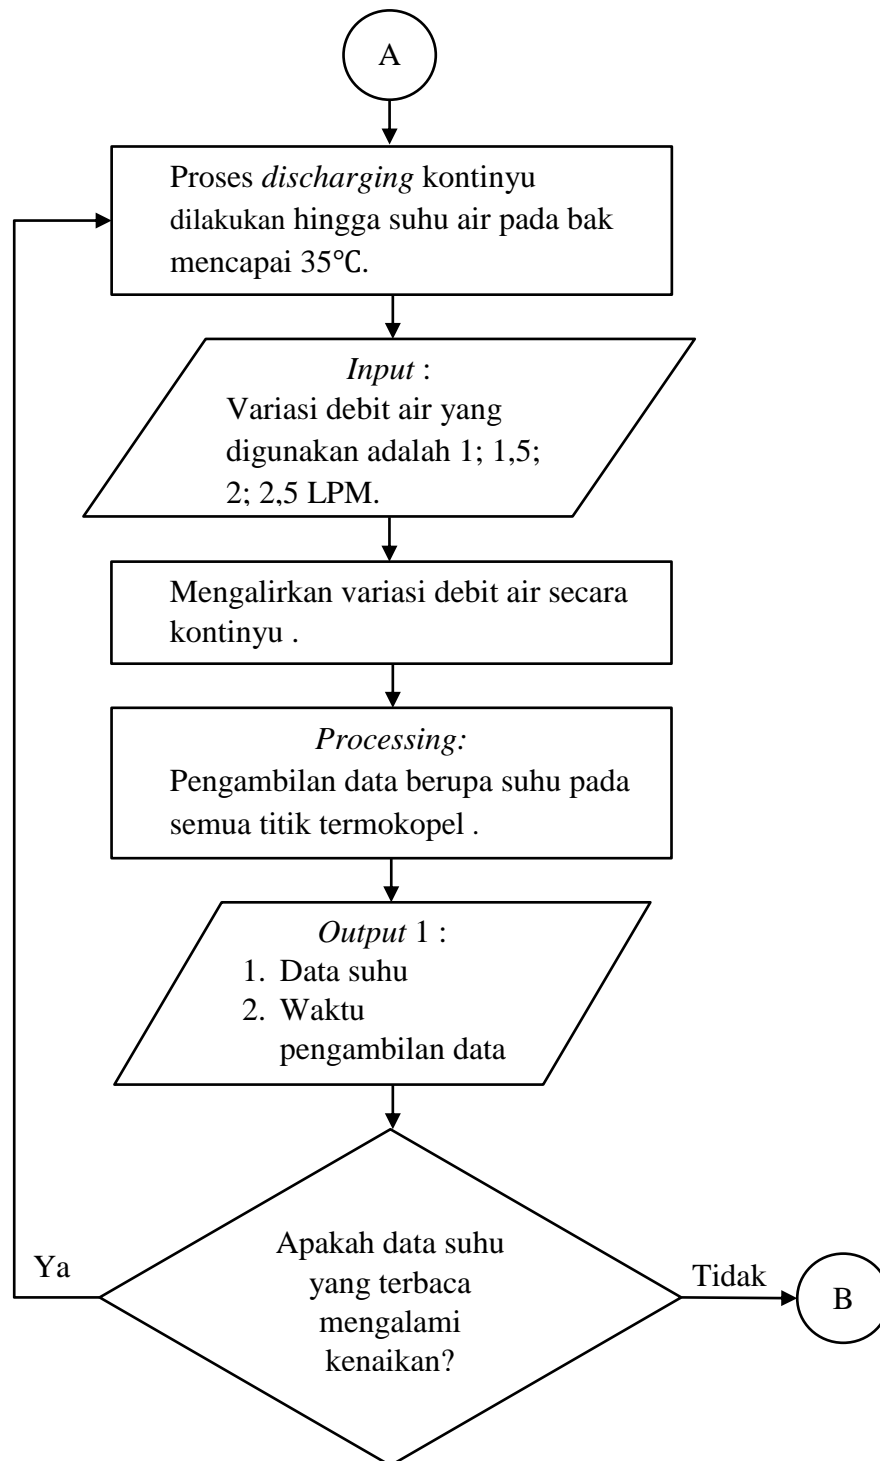 A
Proses discharging kontinyu
dilakukan hingga suhu air pada bak
mencapai 35℃.
Input :
Variasi debit air yang
digunakan adalah 1; 1,5;
2; 2,5 LPM.
Mengalirkan variasi debit air secara
kontinyu .
Processing:
Pengambilan data berupa suhu pada
semua titik termokopel .
Output 1 :
1. Data suhu
2. Waktu
pengambilan data
Apakah data suhu
yang terbaca
mengalami
kenaikan?
Ya
Tidak
B